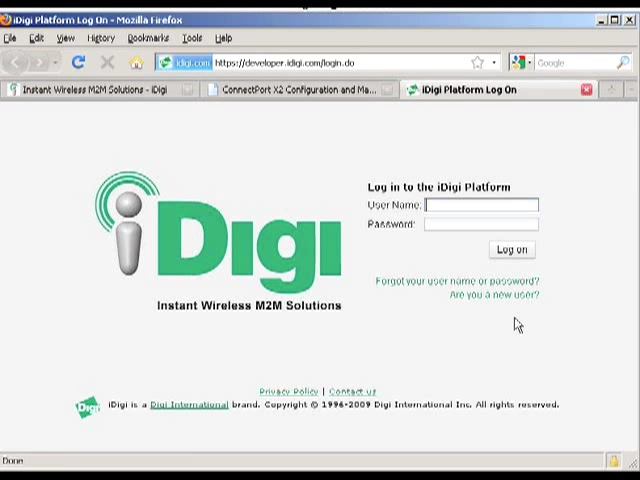 iDigi Platform Log On - Mozilla Firefox
File Edit View History Bookmarks Tools Help
idigi.com https://developer.idigi.com/login.do Google
Instant Wireless M2M Solutions - iDigi ConnectPort X2 Configuration and Ma... iDigi Platform Log On
iDigi
Instant Wireless M2M Solutions
Log in to the iDigi Platform
User Name:
Password:
Log on
Forgot your user name or password?
Are you a new user?
Privacy Policy | Contact us
Digi iDigi is a Digi International brand. Copyright © 1996-2009 Digi International Inc. All rights reserved.
Done